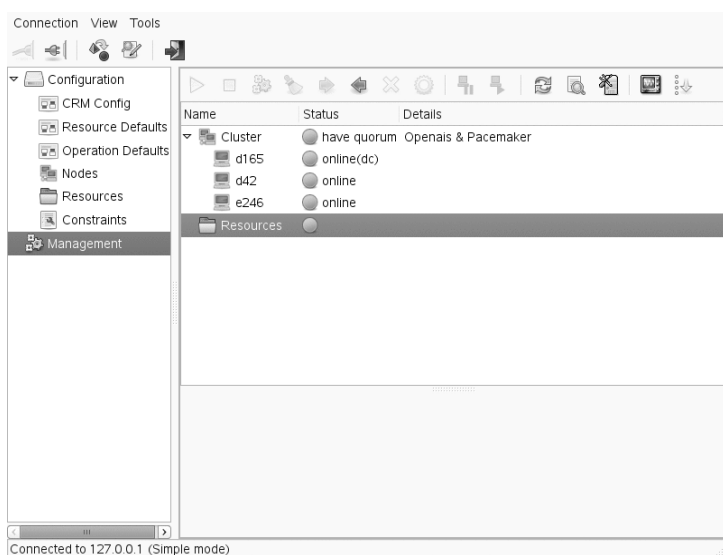 Connection View Tools
Configuration
CRM Config
Resource Defaults
Operation Defaults
Nodes
Resources
Constraints
Management
Name Status Details
Cluster have quorum Openais & Pacemaker
d165 online(dc)
d42 online
e246 online
Resources
Connected to 127.0.0.1 (Simple mode)